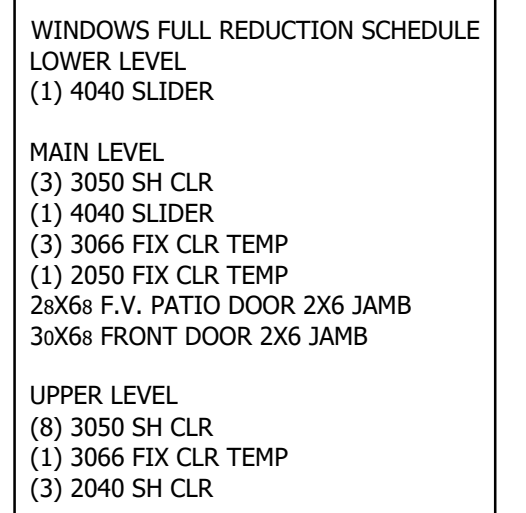 WINDOWS FULL REDUCTION SCHEDULE
LOWER LEVEL
(1) 4040 SLIDER
MAIN LEVEL
(3) 3050 SH CLR
(1) 4040 SLIDER
(3) 3066 FIX CLR TEMP
(1) 2050 FIX CLR TEMP
28X68 F.V. PATIO DOOR 2X6 JAMB
30X68 FRONT DOOR 2X6 JAMB
UPPER LEVEL
(8) 3050 SH CLR
(1) 3066 FIX CLR TEMP
(3) 2040 SH CLR